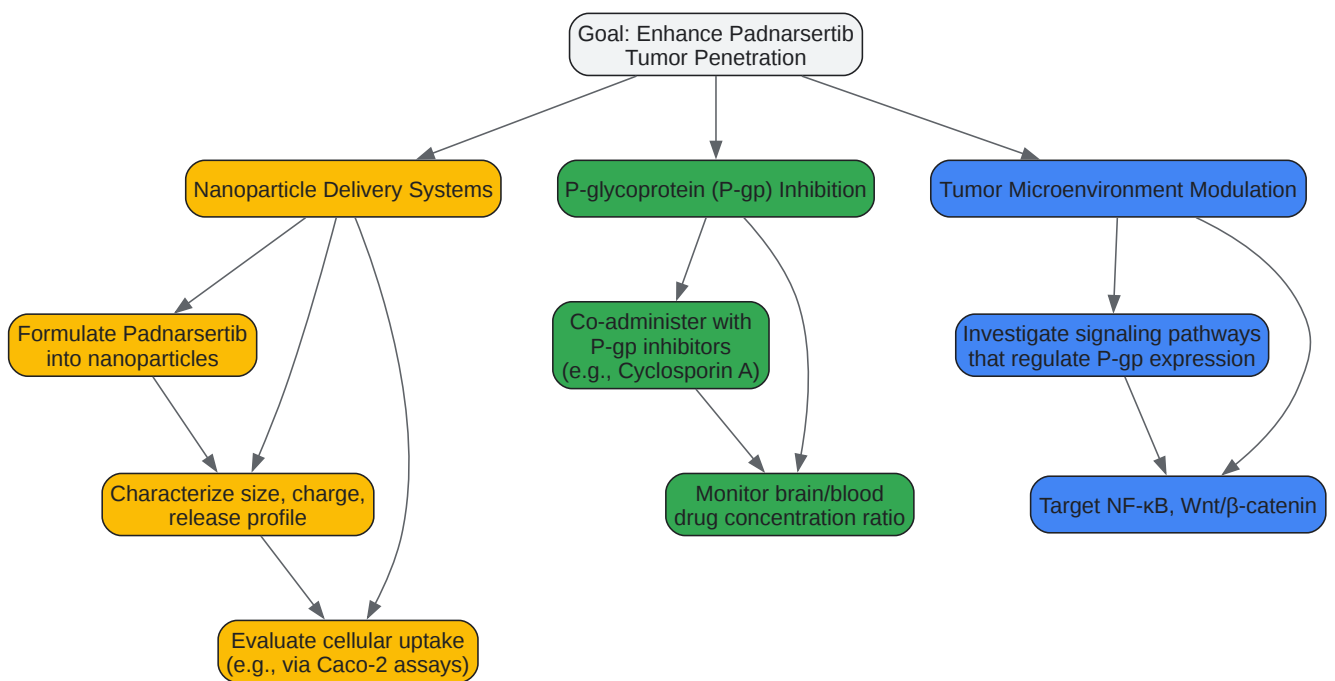 Goal: Enhance Padnarsertib
Tumor Penetration
Nanoparticle Delivery Systems
P-glycoprotein (P-gp) Inhibition
Tumor Microenvironment Modulation
Formulate Padnarsertib
into nanoparticles
Co-administer with
P-gp inhibitors
(e.g., Cyclosporin A)
Investigate signaling pathways
that regulate P-gp expression
Characterize size, charge,
release profile
Monitor brain/blood
drug concentration ratio
Target NF-κB, Wnt/β-catenin
Evaluate cellular uptake
(e.g., via Caco-2 assays)